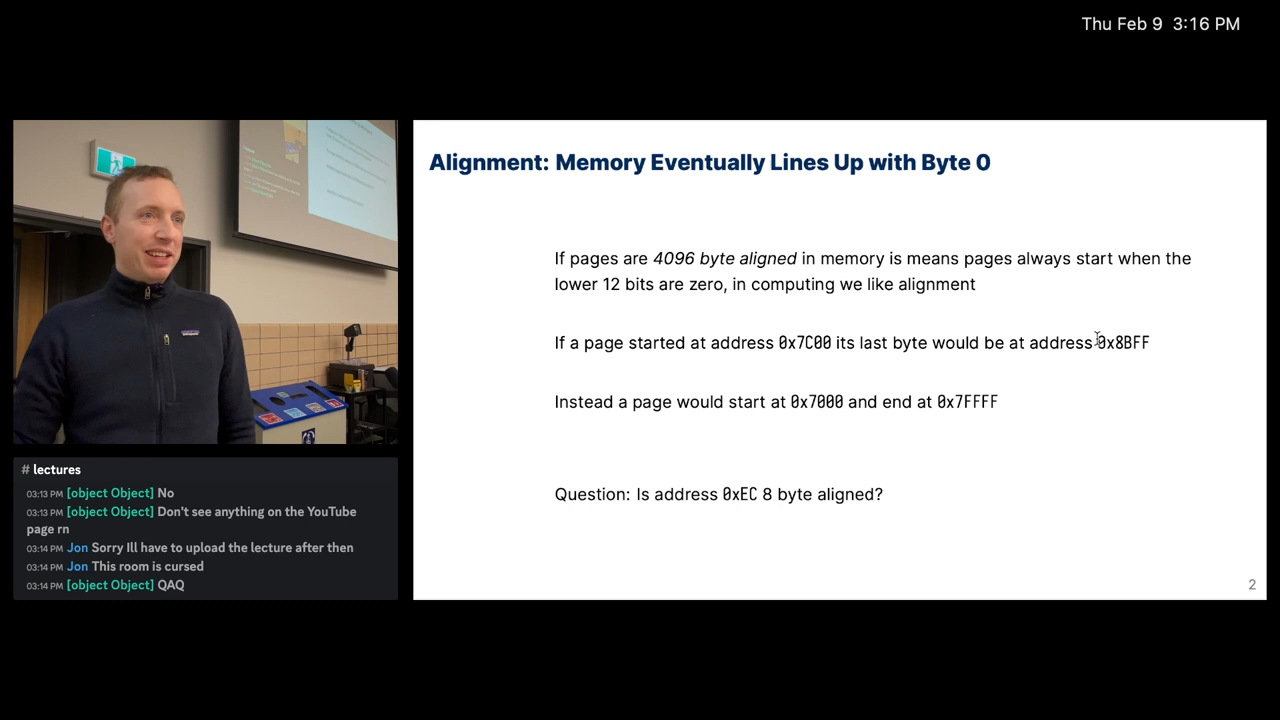 Thu Feb 9 3:16 PM
Alignment: Memory Eventually Lines Up with Byte 0
If pages are 4096 byte aligned in memory is means pages always start when the
lower 12 bits are zero, in computing we like alignment
If a page started at address 0x7C00 its last byte would be at address 0x8BFF
Instead a page would start at 0x7000 and end at 0x7FFFF
Question: Is address 0xEC 8 byte aligned?
2
# lectures
03:13 PM [object Object] No
03:13 PM [object Object] Don't see anything on the YouTube
page rn
03:14 PM Jon Sorry Ill have to upload the lecture after then
03:14 PM Jon This room is cursed
03:14 PM [object Object] QAQ